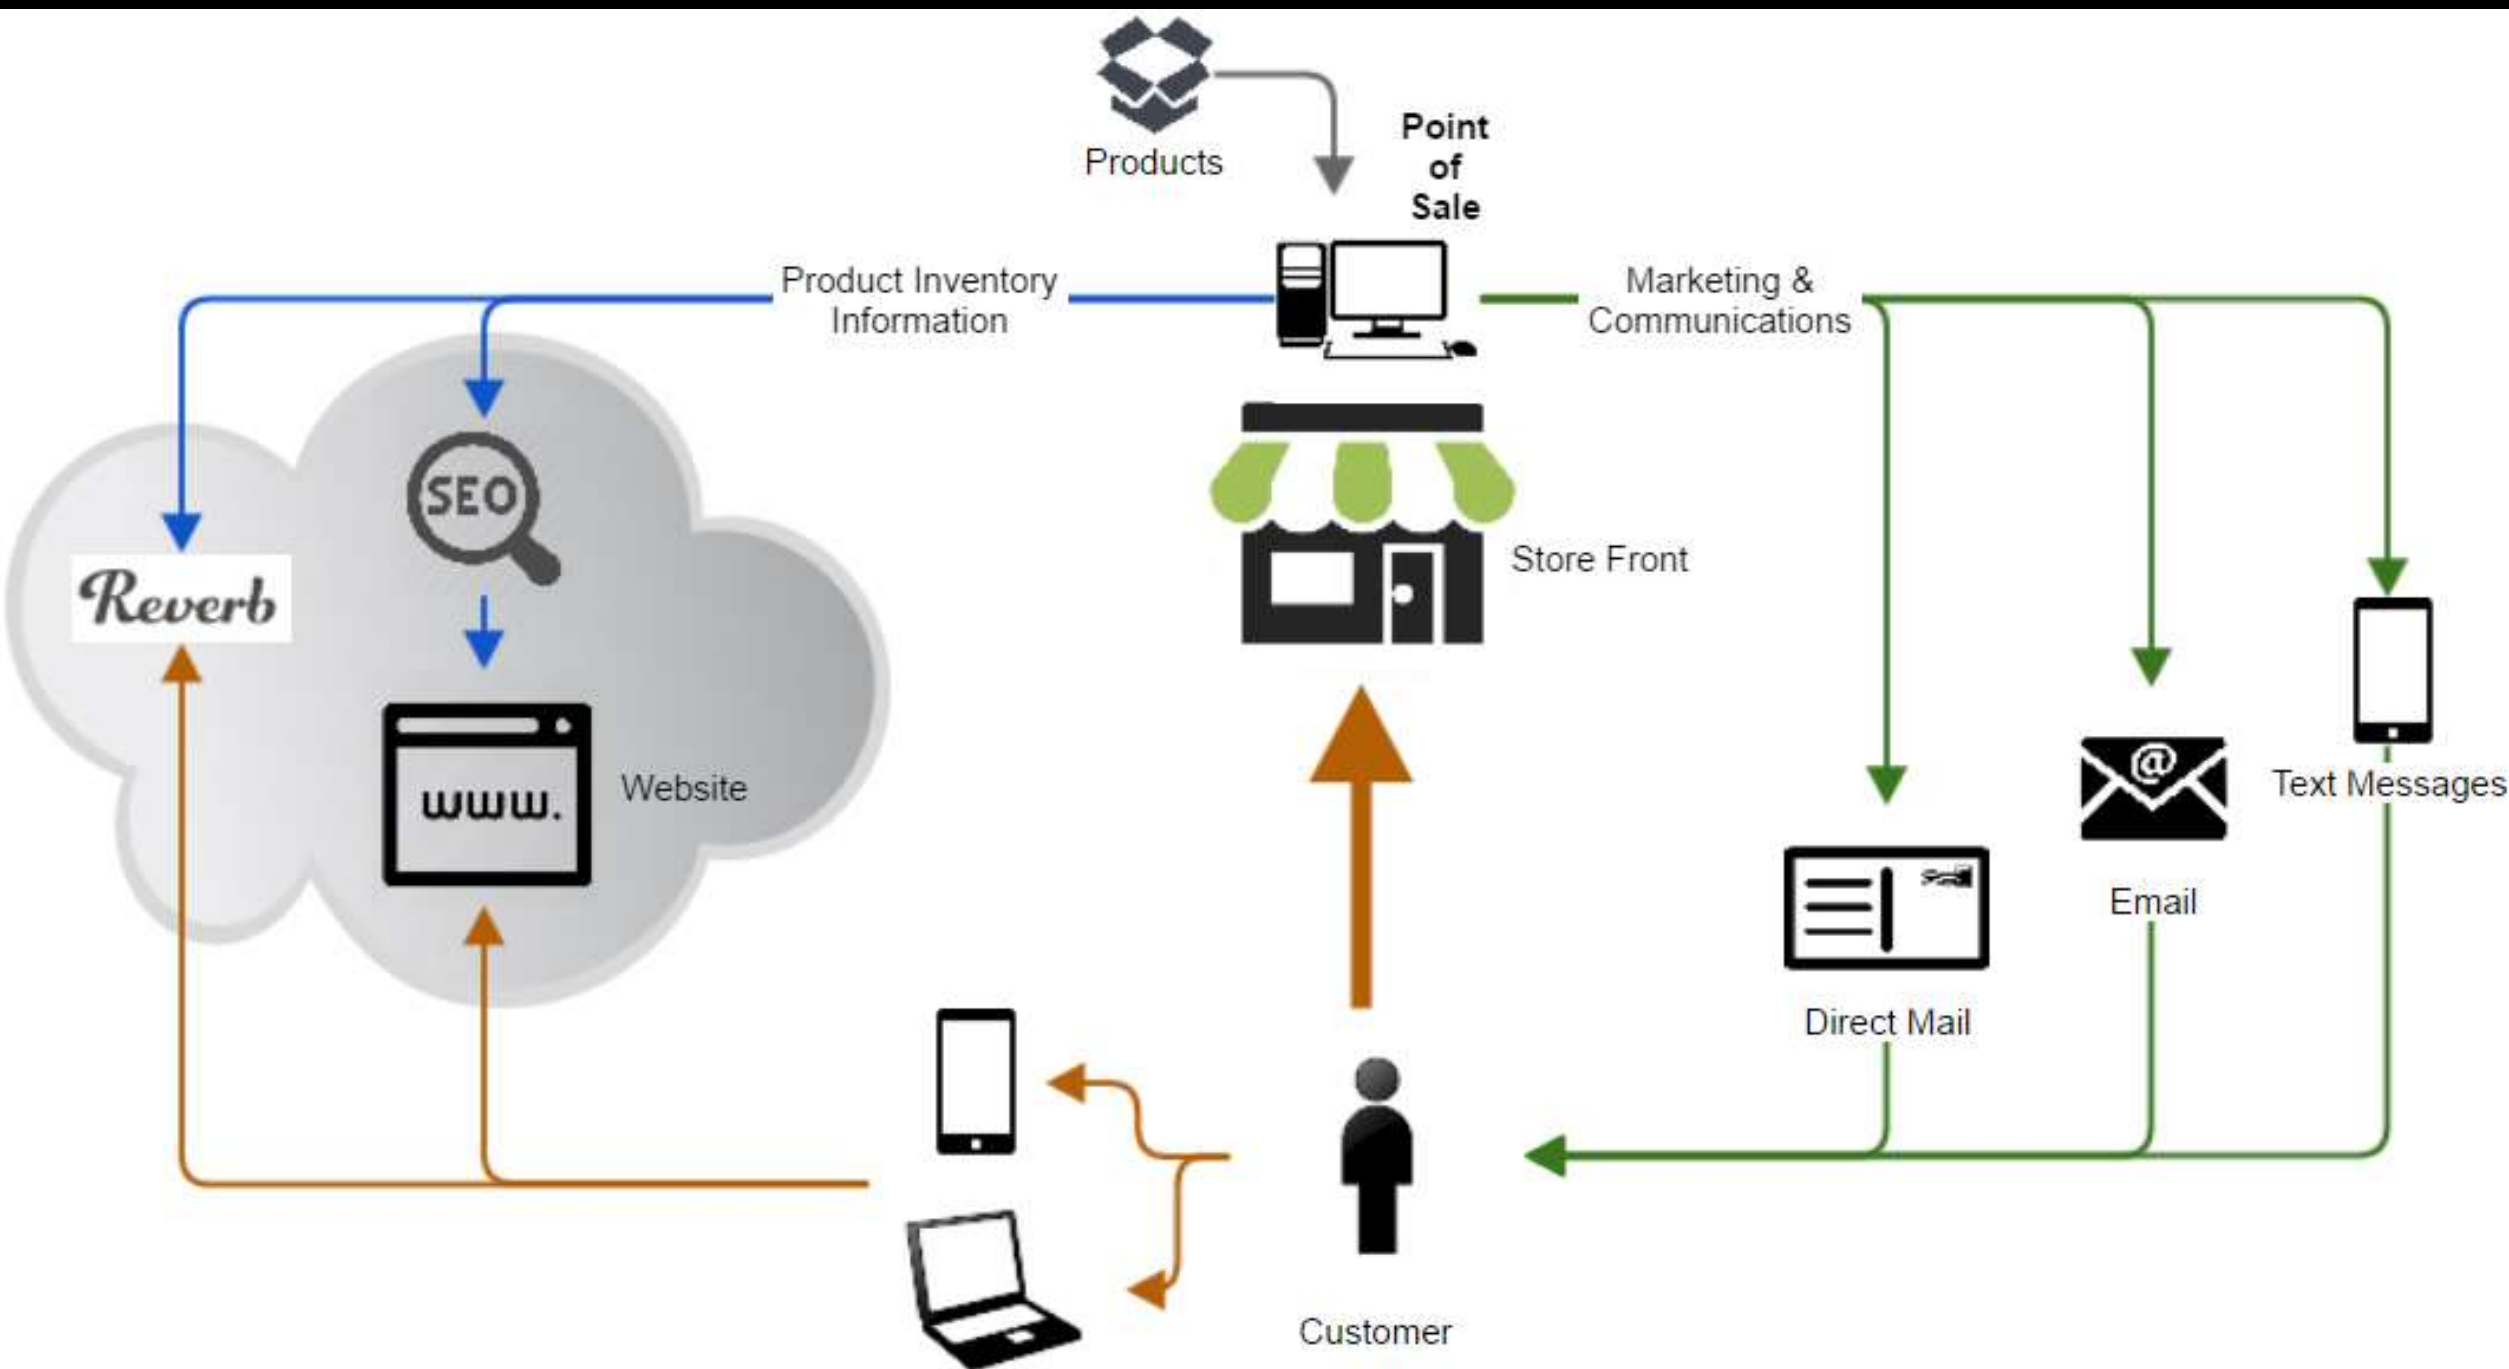 Products
Point
of
Sale
Product Inventory
Information
Marketing &
Communications
SEO
Reverb
Store Front
www.
Website
@
Text Messages
Email
Direct Mail
Customer